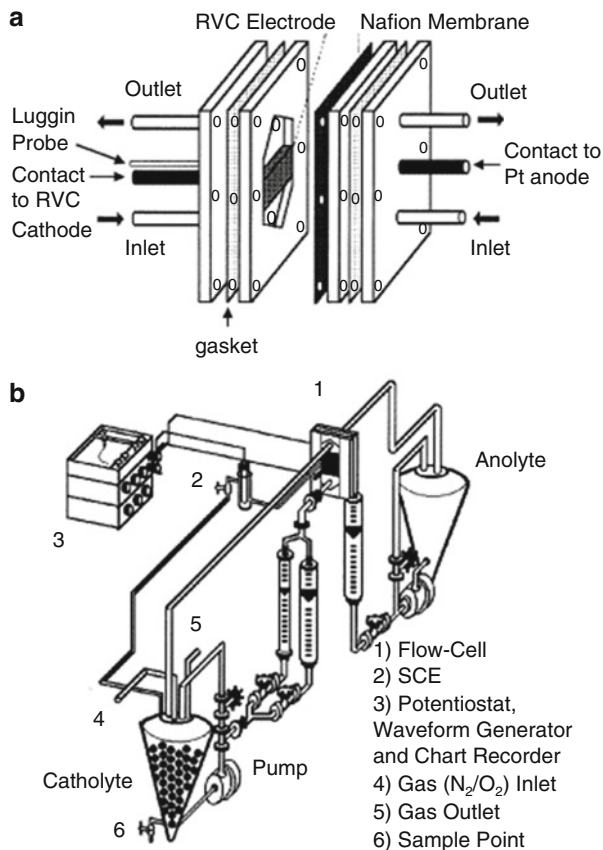 a
RVC Electrode
Nafion Membrane
Outlet
Outlet
Luggin
Probe
Contact
to RVC
Cathode
Contact to
Pt anode
Inlet
Inlet
gasket
b
1
Anolyte
2
3
5
4
Catholyte
Pump
6
1) Flow-Cell
2) SCE
3) Potentiostat,
Waveform Generator
and Chart Recorder
4) Gas (N₂/O₂) Inlet
5) Gas Outlet
6) Sample Point